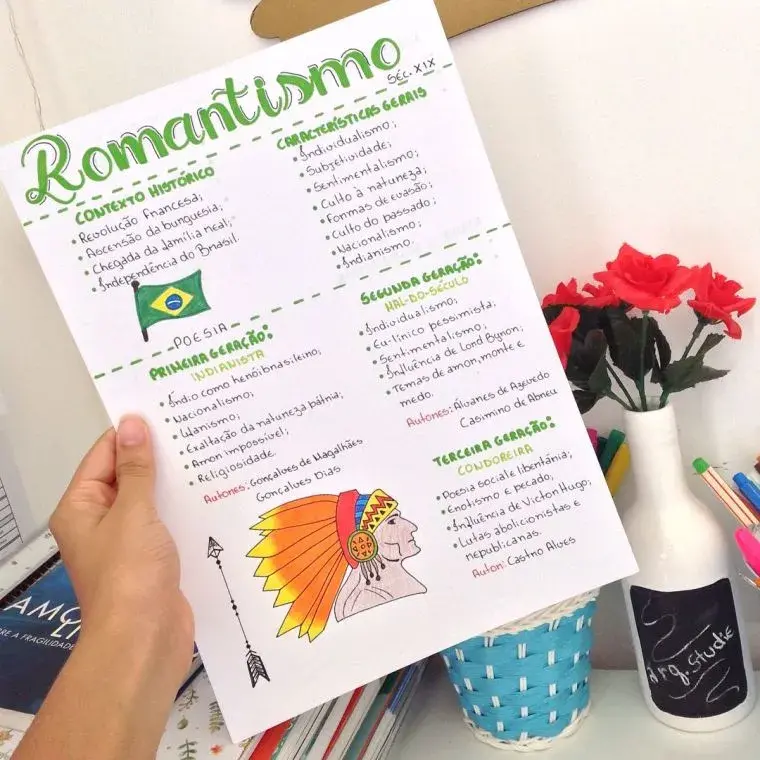 Romantismo
SÉC. XIX
CONTEXTO HISTÓRICO
• Revolução Francesa;
• Ascensão da burguesia;
• Chegada da família real;
• Independência do Brasil.
CARACTERÍSTICAS GERAIS
• Individualismo;
• Subjetividade;
• Sentimentalismo;
• Culto à natureza;
• Formas de evasão;
• Culto do passado;
• Nacionalismo;
• Indianismo.
POESIA
PRIMEIRA GERAÇÃO:
INDIANISTA
• Índio como herói brasileiro;
• Nacionalismo;
• Ufanismo;
• Exaltação da natureza pátria;
• Amor impossível;
• Religiosidade.
Autores: Gonçalves de Magalhães
Gonçalves Dias
SEGUNDA GERAÇÃO:
MAL-DO-SÉCULO
• Individualismo;
• Eu-lírico pessimista;
• Sentimentalismo;
• Influência de Lord Byron;
• Temas de amor, morte e
medo.
Autores: Álvares de Azevedo
Casimiro de Abreu
TERCEIRA GERAÇÃO:
CONDOREIRA
• Poesia social e libertária;
• Erotismo e pecado;
• Influência de Victor Hugo;
• Lutas abolicionistas e
republicanas.
Autor: Castro Alves
A FRAGILIDADE
arq.studie